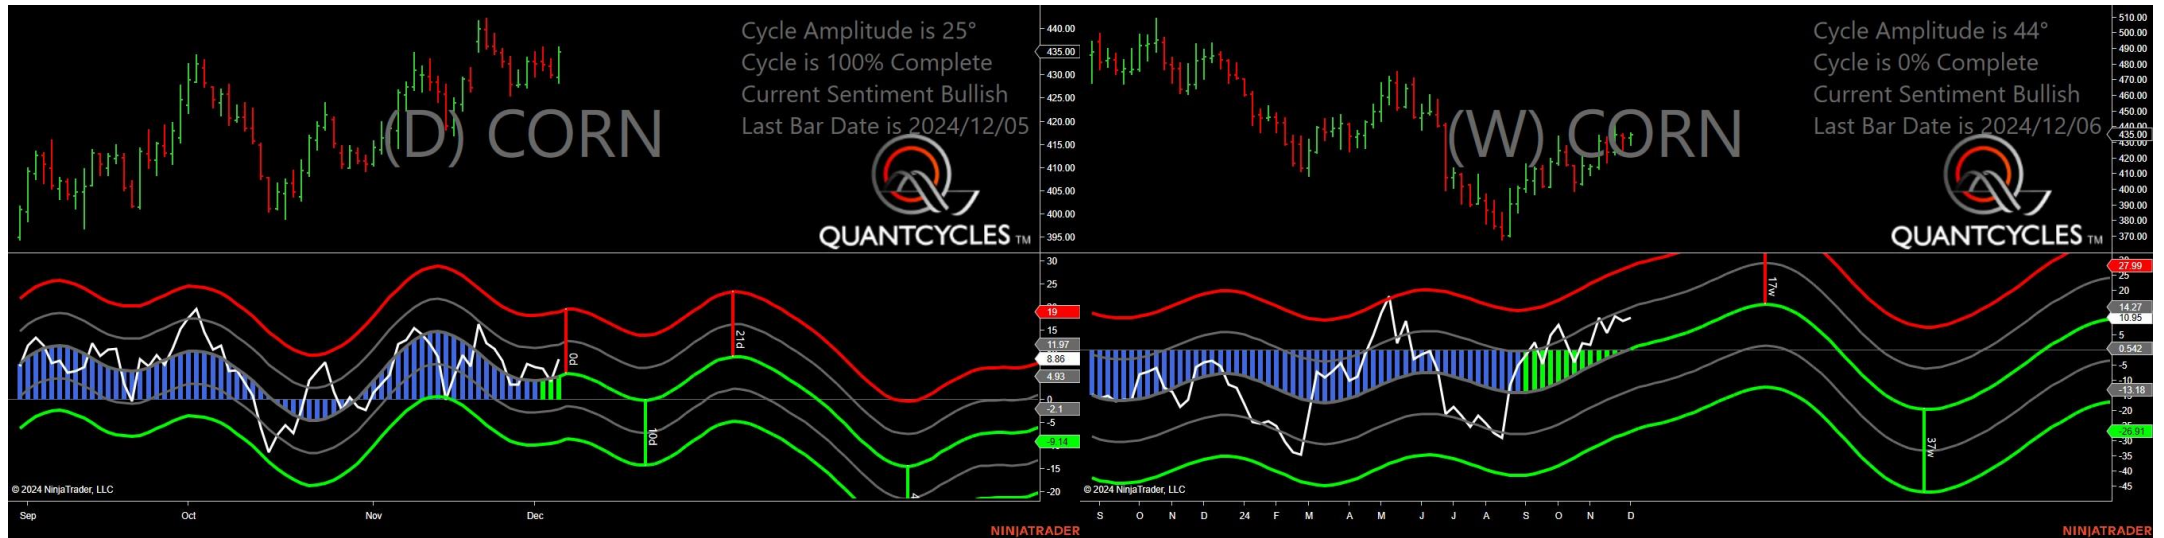 Cycle Amplitude is 25°
Cycle is 100% Complete
Current Sentiment Bullish
Last Bar Date is 2024/12/05
(D) CORN
QUANTCYCLES TM
440.00
435.00
430.00
425.00
420.00
415.00
410.00
405.00
400.00
395.00
30
25
19
15
11.97
8.86
4.93
0
-2.1
-5
-9.14
-15
-20
0d
10d
21d
© 2024 NinjaTrader, LLC
Sep Oct Nov Dec
NINJATRADER
Cycle Amplitude is 44°
Cycle is 0% Complete
Current Sentiment Bullish
Last Bar Date is 2024/12/06
(W) CORN
QUANTCYCLES TM
510.00
500.00
490.00
480.00
470.00
460.00
450.00
440.00
435.00
430.00
420.00
410.00
400.00
390.00
380.00
370.00
27.99
25
20
14.27
10.95
5
0.542
-5
-10
-13.18
-20
-26.91
-30
-35
-40
-45
17w
37w
© 2024 NinjaTrader, LLC
S O N D 24 F M A M J J A S O N D
NINJATRADER